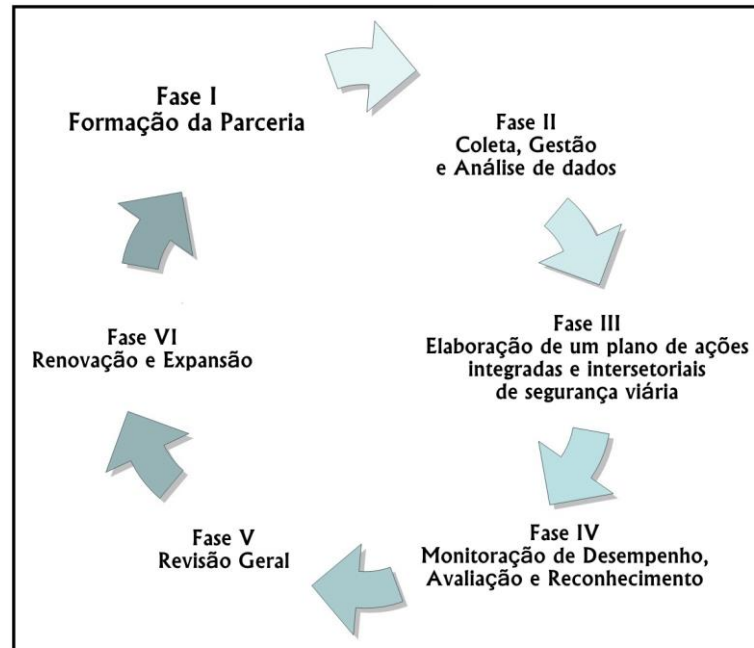 Fase I
Formação da Parceria
Fase II
Coleta, Gestão
e Análise de dados
Fase III
Elaboração de um plano de ações
integradas e intersetoriais
de segurança viária
Fase IV
Monitoração de Desempenho,
Avaliação e Reconhecimento
Fase V
Revisão Geral
Fase VI
Renovação e Expansão